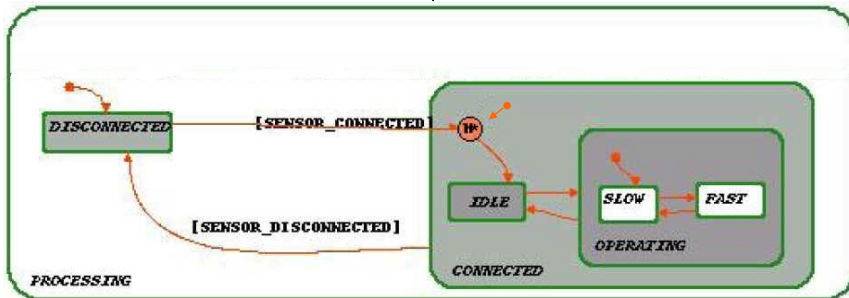 DISCONNECTED
[SENSOR_CONNECTED]
H*
IDLE
SLOW
FAST
[SENSOR_DISCONNECTED]
OPERATING
CONNECTED
PROCESSING